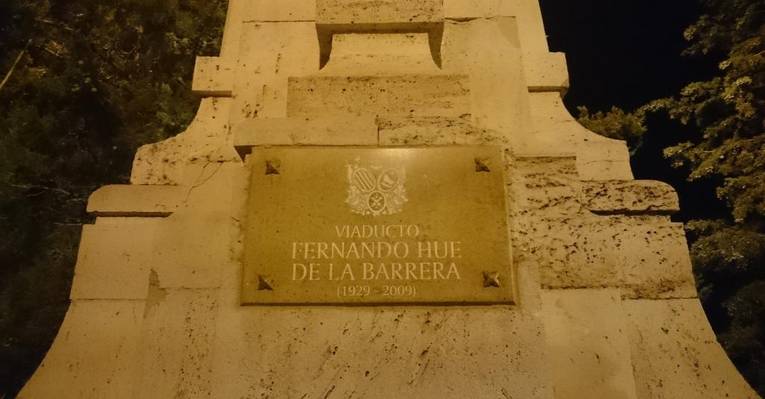 VIADUCTO
FERNANDO HUE
DE LA BARRERA
(1929 - 2009)